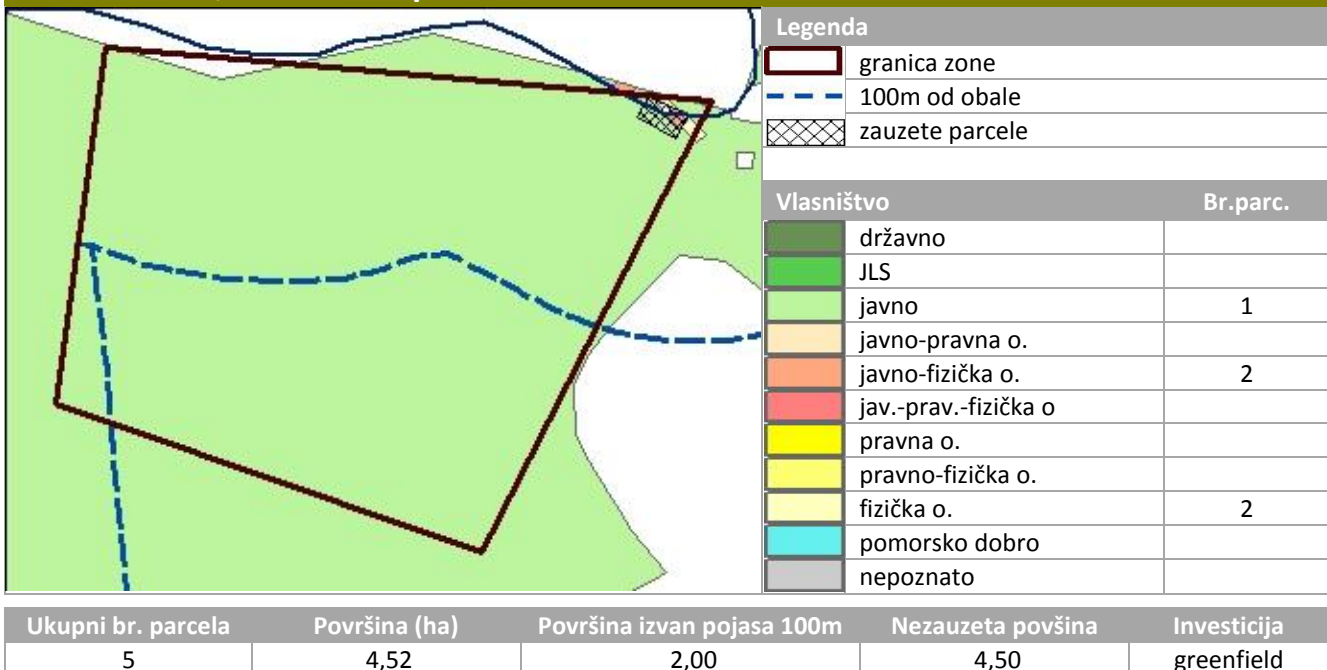 Legenda
granica zone
100m od obale
zauzete parcele
Vlasništvo Br.parc.
državno
JLS
javno 1
javno-pravna o.
javno-fizička o. 2
jav.-prav.-fizička o
pravna o.
pravno-fizička o.
fizička o. 2
pomorsko dobro
nepoznato
Ukupni br. parcela Površina (ha) Površina izvan pojasa 100m Nezauzeta povšina Investicija
5 4,52 2,00 4,50 greenfield